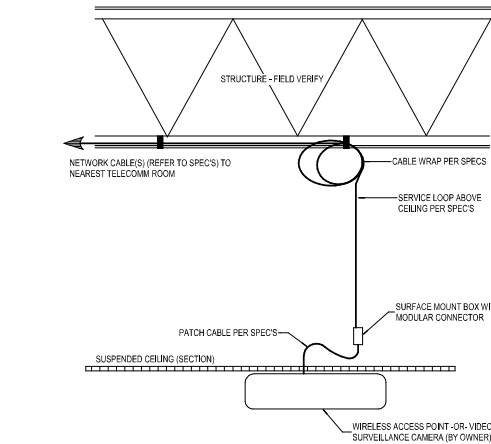 STRUCTURE - FIELD VERIFY
NETWORK CABLE(S) (REFER TO SPEC'S) TO
NEAREST TELECOMM ROOM
CABLE WRAP PER SPECS
SERVICE LOOP ABOVE
CEILING PER SPEC'S
SURFACE MOUNT BOX WI
MODULAR CONNECTOR
PATCH CABLE PER SPEC'S
SUSPENDED CEILING (SECTION)
WIRELESS ACCESS POINT -OR- VIDEO
SURVEILLANCE CAMERA (BY OWNER)